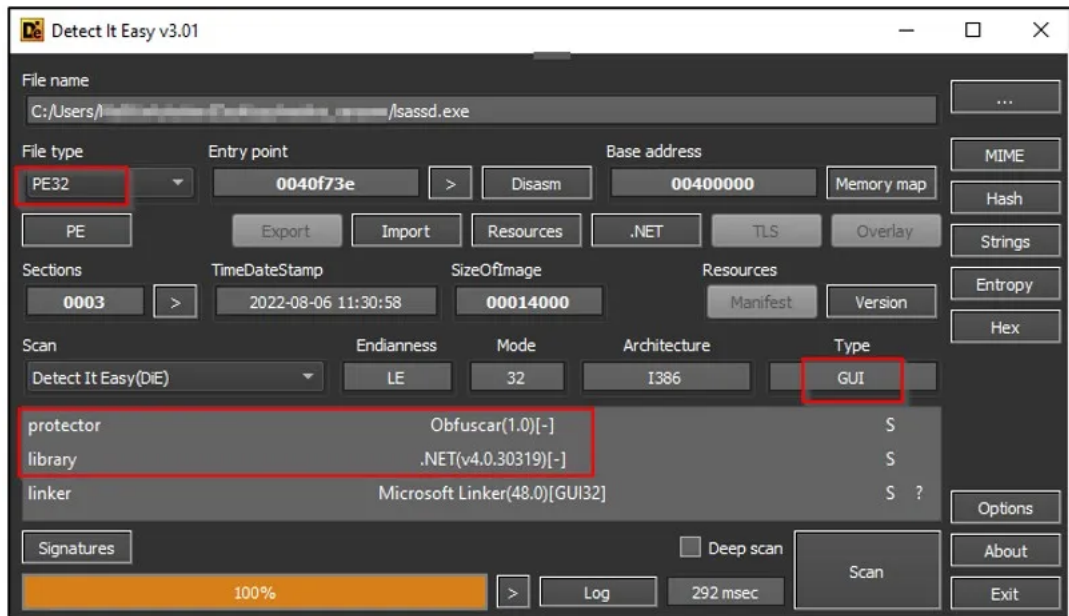 Detect It Easy v3.01
File name
C:/Users/ /lsassd.exe
...
File type Entry point Base address
PE32 0040f73e > Disasm 00400000 Memory map
MIME
Hash
PE Export Import Resources .NET TLS Overlay
Strings
Sections TimeDateStamp SizeOfImage Resources
Entropy
0003 > 2022-08-06 11:30:58 00014000 Manifest Version
Hex
Scan Endianness Mode Architecture Type
Detect It Easy(DiE) LE 32 I386 GUI
protector Obfuscar(1.0)[-] S
library .NET(v4.0.30319)[-] S
linker Microsoft Linker(48.0)[GUI32] S ?
Options
Signatures Deep scan Scan
About
100% > Log 292 msec
Exit